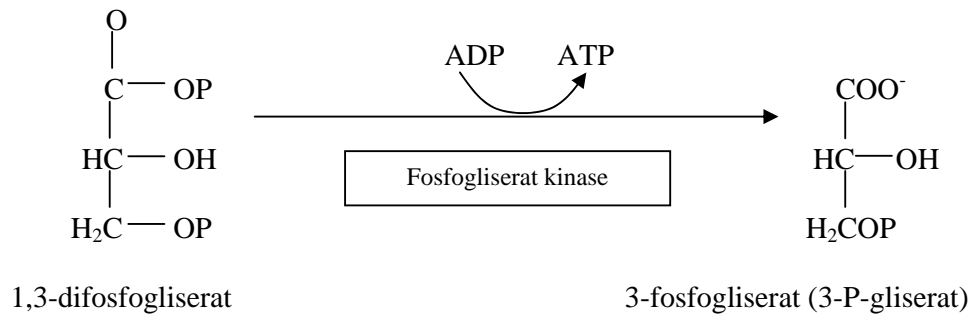 O
ADP ATP
C OP COO⁻
HC OH HC OH
Fosfogliserat kinase
H₂C OP H₂COP
1,3-difosfogliserat 3-fosfogliserat (3-P-gliserat)